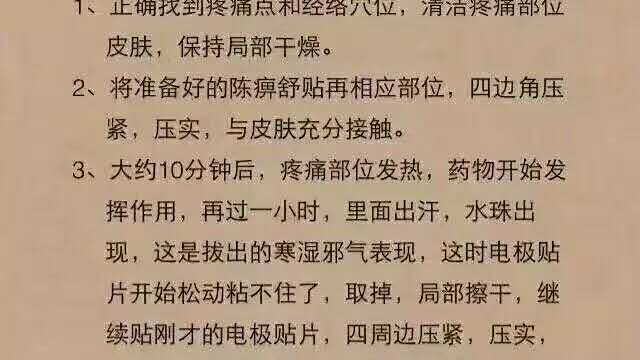 1、正确找到疼痛点和经络穴位，清洁疼痛部位
皮肤，保持局部干燥。
2、将准备好的陈痹舒贴再相应部位，四边角压
紧，压实，与皮肤充分接触。
3、大约10分钟后，疼痛部位发热，药物开始发
挥作用，再过一小时，里面出汗，水珠出
现，这是拔出的寒湿邪气表现，这时电极贴
片开始松动粘不住了，取掉，局部擦干，继
续贴刚才的电极贴片，四周边压紧，压实，